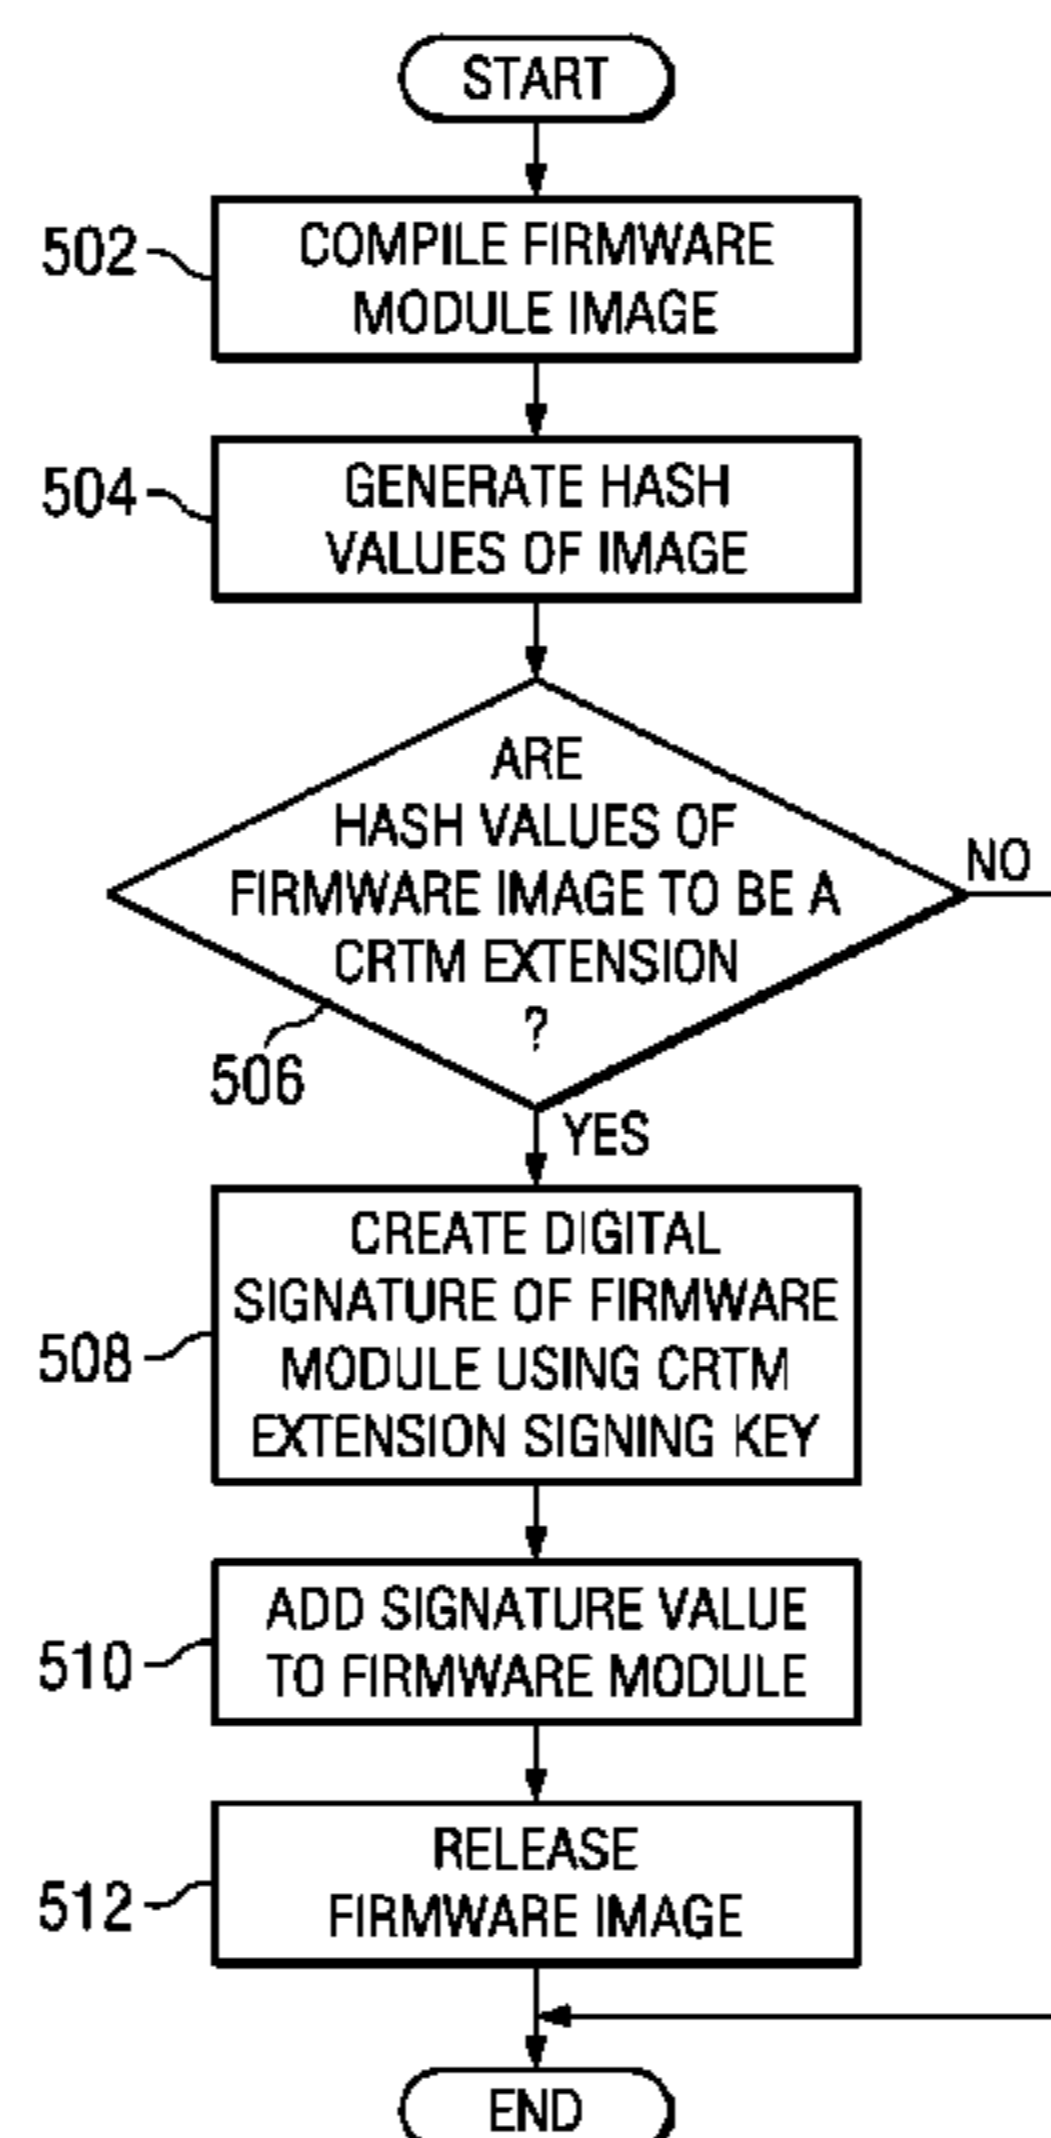 START
502
COMPILE FIRMWARE
MODULE IMAGE
504
GENERATE HASH
VALUES OF IMAGE
ARE
HASH VALUES OF
FIRMWARE IMAGE TO BE A
CRTM EXTENSION
?
NO
506
YES
508
CREATE DIGITAL
SIGNATURE OF FIRMWARE
MODULE USING CRTM
EXTENSION SIGNING KEY
510
ADD SIGNATURE VALUE
TO FIRMWARE MODULE
512
RELEASE
FIRMWARE IMAGE
END